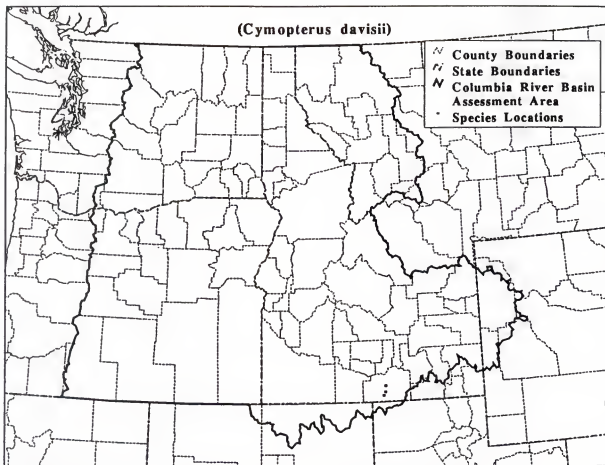 (Cymopterus davisii)
County Boundaries
State Boundaries
Columbia River Basin
Assessment Area
Species Locations